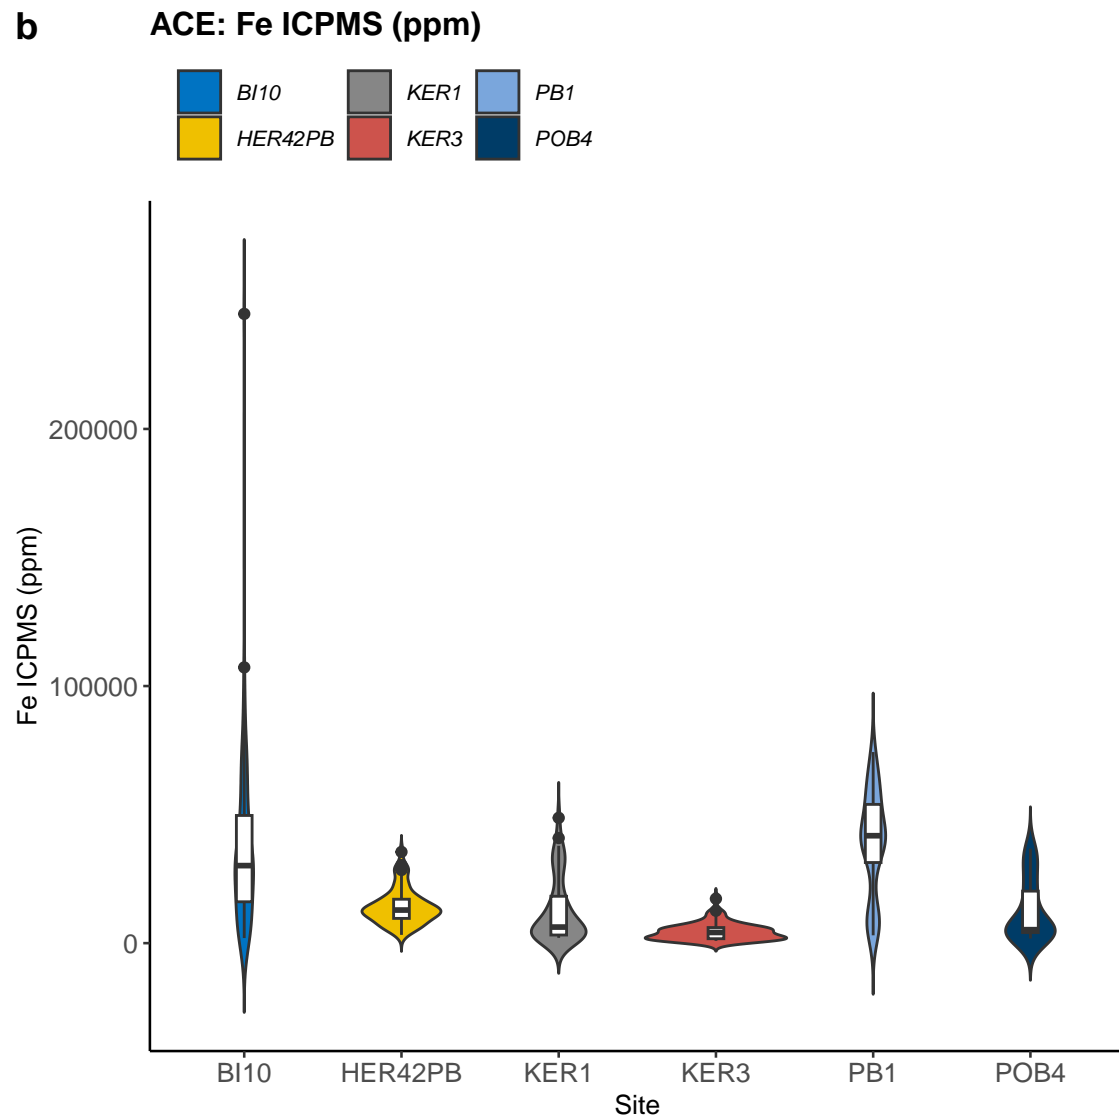 b ACE: Fe ICPMS (ppm)
BI10 KER1 PB1
HER42PB KER3 POB4
200000
100000
0
Fe ICPMS (ppm)
BI10 HER42PB KER1 KER3 PB1 POB4
Site